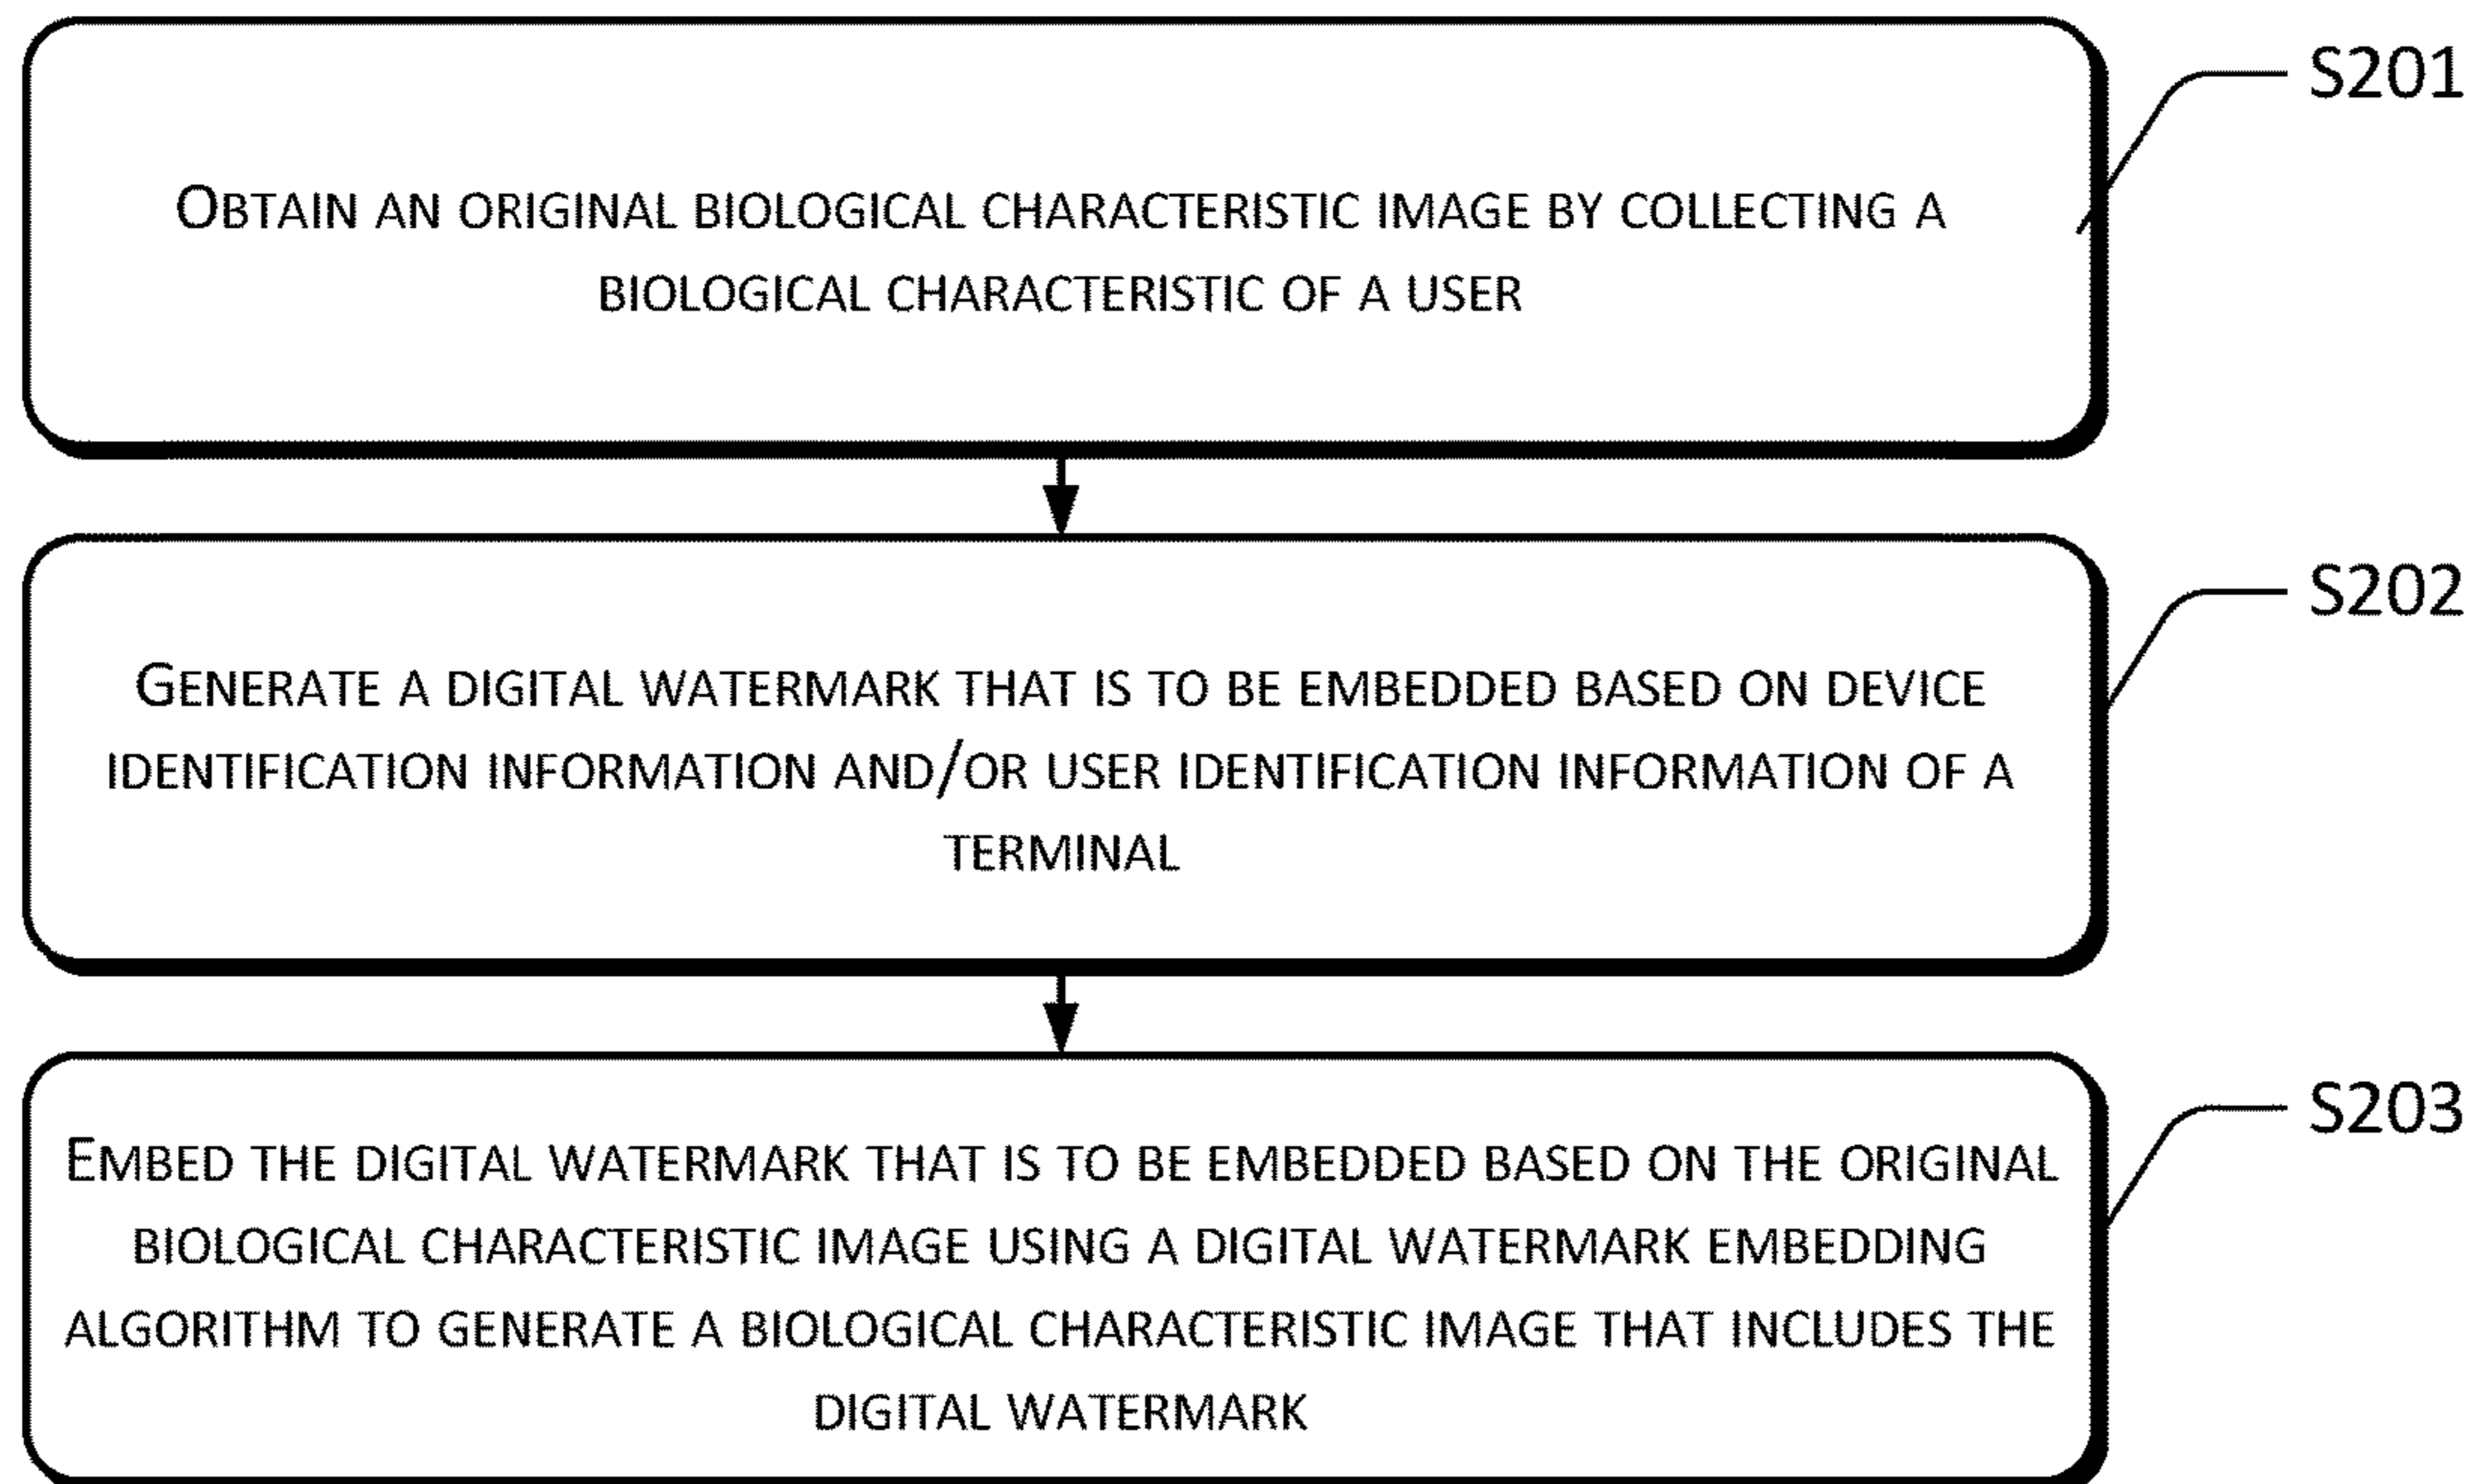 S201
OBTAIN AN ORIGINAL BIOLOGICAL CHARACTERISTIC IMAGE BY COLLECTING A
BIOLOGICAL CHARACTERISTIC OF A USER
S202
GENERATE A DIGITAL WATERMARK THAT IS TO BE EMBEDDED BASED ON DEVICE
IDENTIFICATION INFORMATION AND/OR USER IDENTIFICATION INFORMATION OF A
TERMINAL
S203
EMBED THE DIGITAL WATERMARK THAT IS TO BE EMBEDDED BASED ON THE ORIGINAL
BIOLOGICAL CHARACTERISTIC IMAGE USING A DIGITAL WATERMARK EMBEDDING
ALGORITHM TO GENERATE A BIOLOGICAL CHARACTERISTIC IMAGE THAT INCLUDES THE
DIGITAL WATERMARK